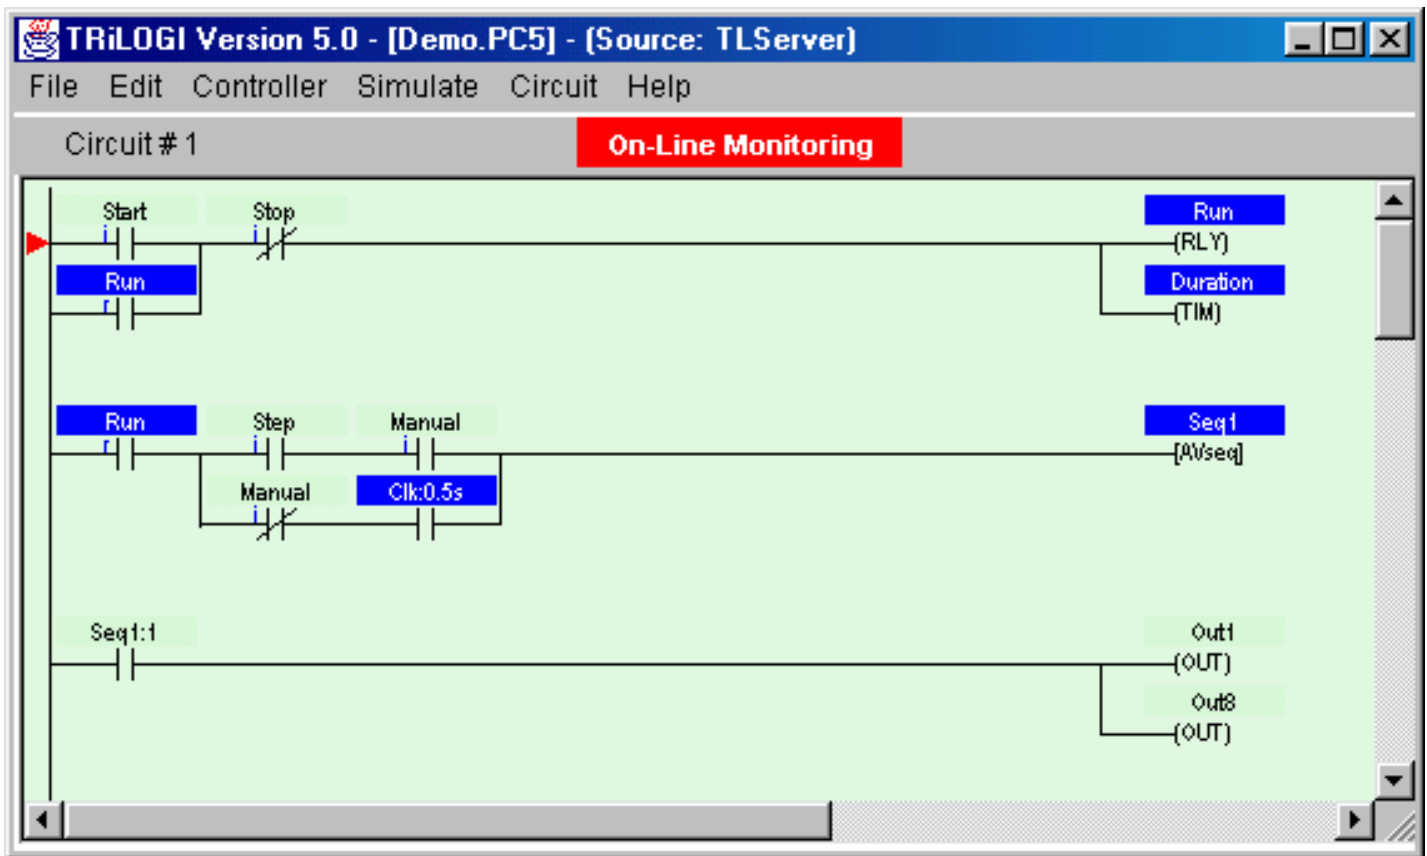 TRiLOGI Version 5.0 - [Demo.PC5] - (Source: TLServer)
File Edit Controller Simulate Circuit Help
Circuit # 1 On-Line Monitoring
Start Stop Run
i i (RLY)
Run Duration
r (TIM)
Run Step Manual Seq1
r i i [AVseq]
Manual Clk:0.5s
i
Seq1:1 Out1
(OUT)
Out8
(OUT)